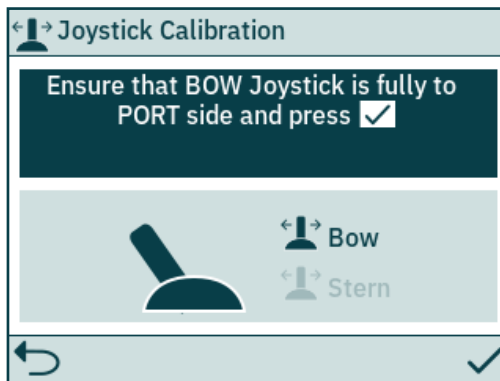 Joystick Calibration
Ensure that BOW Joystick is fully to
PORT side and press
Bow
Stern